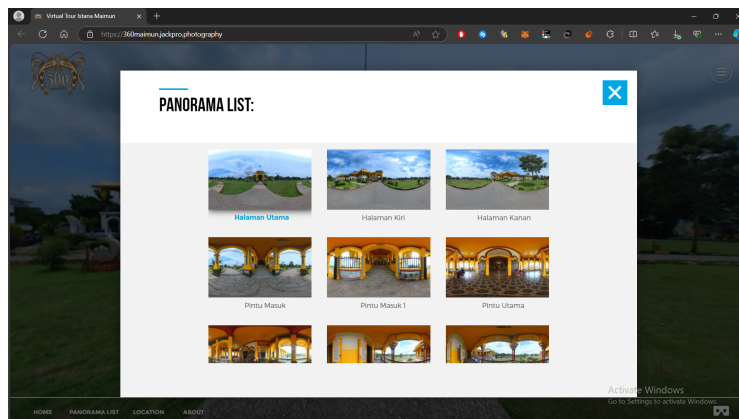 Virtual Tour Istana Maimun
https://360maimun.jackpro.photography
360
PANORAMA LIST:
Halaman Utama
Halaman Kiri
Halaman Kanan
Pintu Masuk
Pintu Masuk 1
Pintu Utama
Activate Windows
Go to Settings to activate Windows.
HOME
PANORAMA LIST
LOCATION
ABOUT